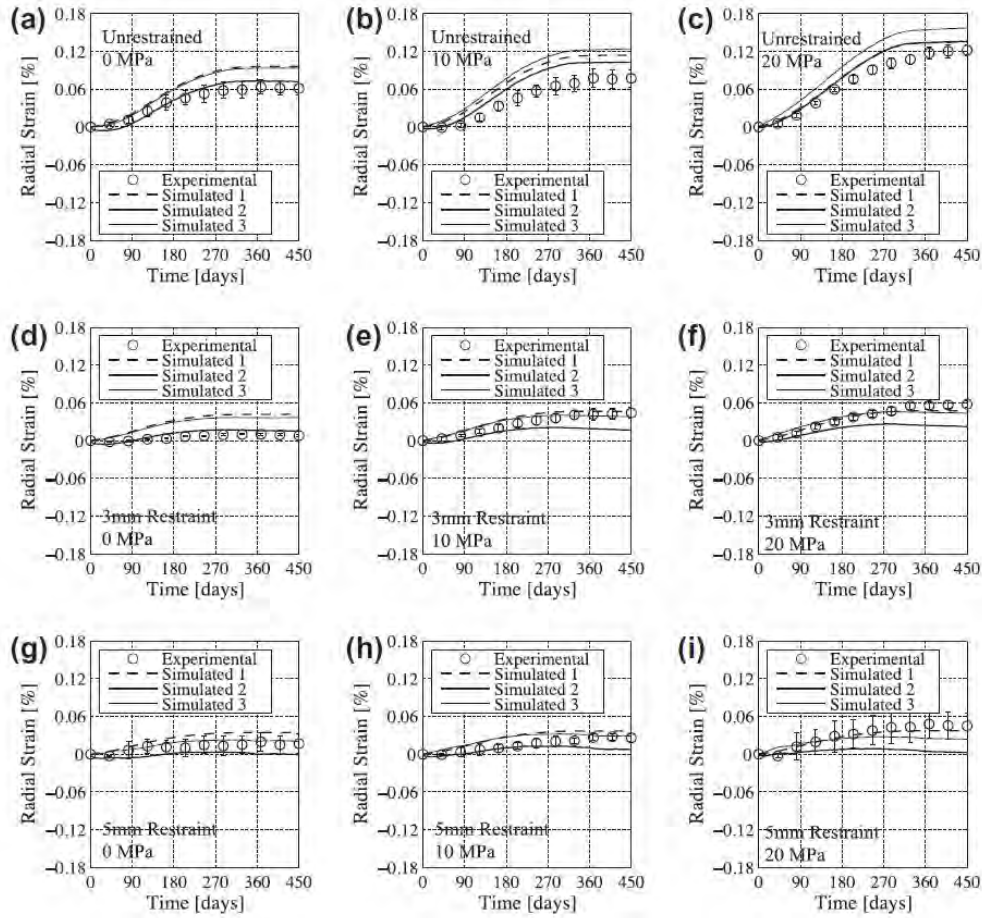 (a)
0.18
0.12
0.06
0
−0.06
−0.12
−0.18
Radial Strain [%]
Unrestrained
0 MPa
Experimental
Simulated 1
Simulated 2
Simulated 3
0 90 180 270 360 450
Time [days]
(b)
0.18
0.12
0.06
0
−0.06
−0.12
−0.18
Radial Strain [%]
Unrestrained
10 MPa
Experimental
Simulated 1
Simulated 2
Simulated 3
0 90 180 270 360 450
Time [days]
(c)
0.18
0.12
0.06
0
−0.06
−0.12
−0.18
Radial Strain [%]
Unrestrained
20 MPa
Experimental
Simulated 1
Simulated 2
Simulated 3
0 90 180 270 360 450
Time [days]
(d)
0.18
0.12
0.06
0
−0.06
−0.12
−0.18
Radial Strain [%]
Experimental
Simulated 1
Simulated 2
Simulated 3
3mm Restraint
0 MPa
0 90 180 270 360 450
Time [days]
(e)
0.18
0.12
0.06
0
−0.06
−0.12
−0.18
Radial Strain [%]
Experimental
Simulated 1
Simulated 2
Simulated 3
3mm Restraint
10 MPa
0 90 180 270 360 450
Time [days]
(f)
0.18
0.12
0.06
0
−0.06
−0.12
−0.18
Radial Strain [%]
Experimental
Simulated 1
Simulated 2
Simulated 3
3mm Restraint
20 MPa
0 90 180 270 360 450
Time [days]
(g)
0.18
0.12
0.06
0
−0.06
−0.12
−0.18
Radial Strain [%]
Experimental
Simulated 1
Simulated 2
Simulated 3
5mm Restraint
0 MPa
0 90 180 270 360 450
Time [days]
(h)
0.18
0.12
0.06
0
−0.06
−0.12
−0.18
Radial Strain [%]
Experimental
Simulated 1
Simulated 2
Simulated 3
5mm Restraint
10 MPa
0 90 180 270 360 450
Time [days]
(i)
0.18
0.12
0.06
0
−0.06
−0.12
−0.18
Radial Strain [%]
Experimental
Simulated 1
Simulated 2
Simulated 3
5mm Restraint
20 MPa
0 90 180 270 360 450
Time [days]